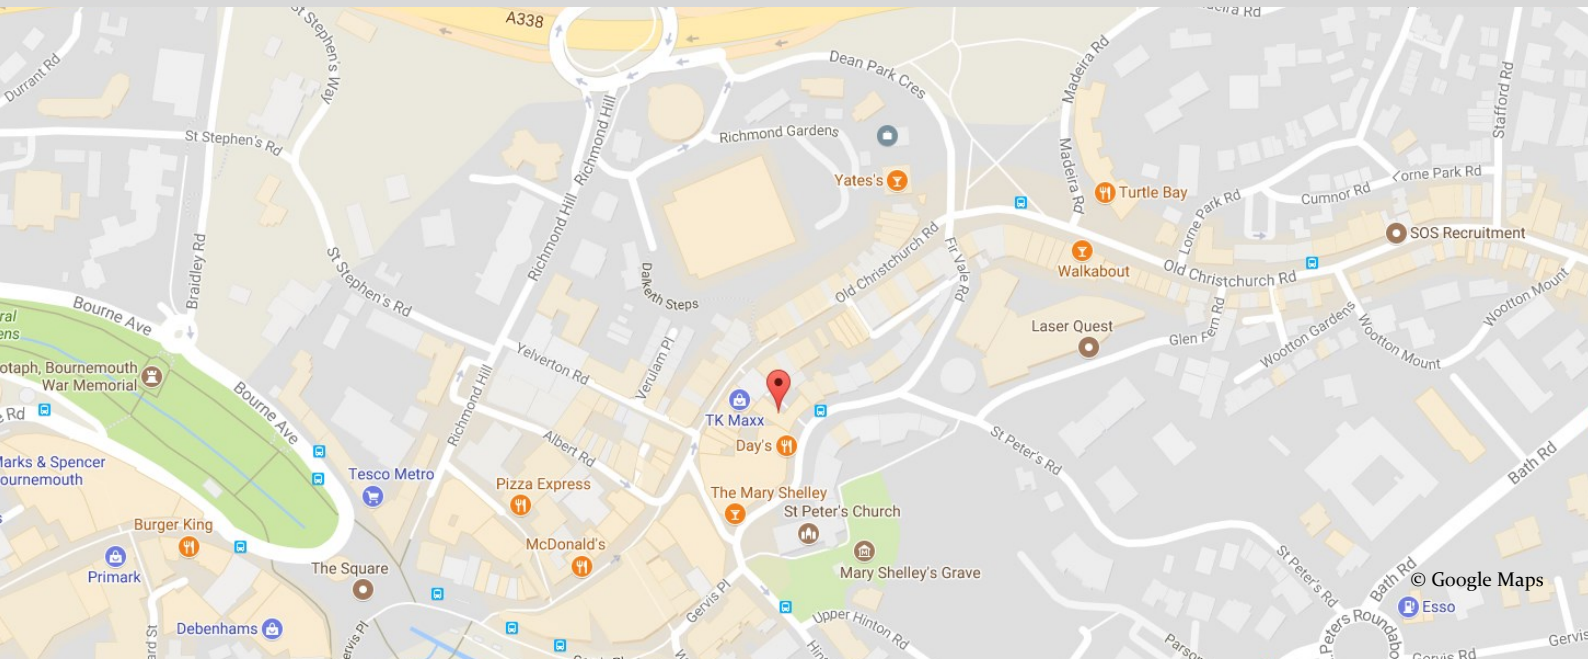 A338
St Stephen's Way
Durrant Rd
Madeira Rd
Dean Park Cres
Stafford Rd
Richmond Hill
Richmond Gardens
St Stephen's Rd
Madeira Rd
Yate's
Turtle Bay
Lorne Park Rd
Cumnor Rd
Lorne Park Rd
Richmond Hill
SOS Recruitment
Old Christchurch Rd
Fir Vale Rd
Walkabout
Old Christchurch Rd
Braidley Rd
St Stephen's Rd
Dalkeith Steps
Wootton Mount
Bourne Ave
Laser Quest
Glen Fern Rd
Wootton Gardens
Wootton Mount
Yelverton Rd
Verulam Pl
otaph, Bournemouth
War Memorial
Bourne Ave
Richmond Hill
TK Maxx
Day's
Albert Rd
St Peter's Rd
Bath Rd
arks & Spencer
ournemouth
Tesco Metro
Pizza Express
The Mary Shelley
St Peter's Church
Burger King
McDonald's
Primark
The Square
Mary Shelley's Grave
St Peter's Rd
Bath Rd
© Google Maps
Esso
Gervis Pl
Upper Hinton Rd
Debenhams
ervis Pl
Peters Roundabo
Gervis Rd
Gervis